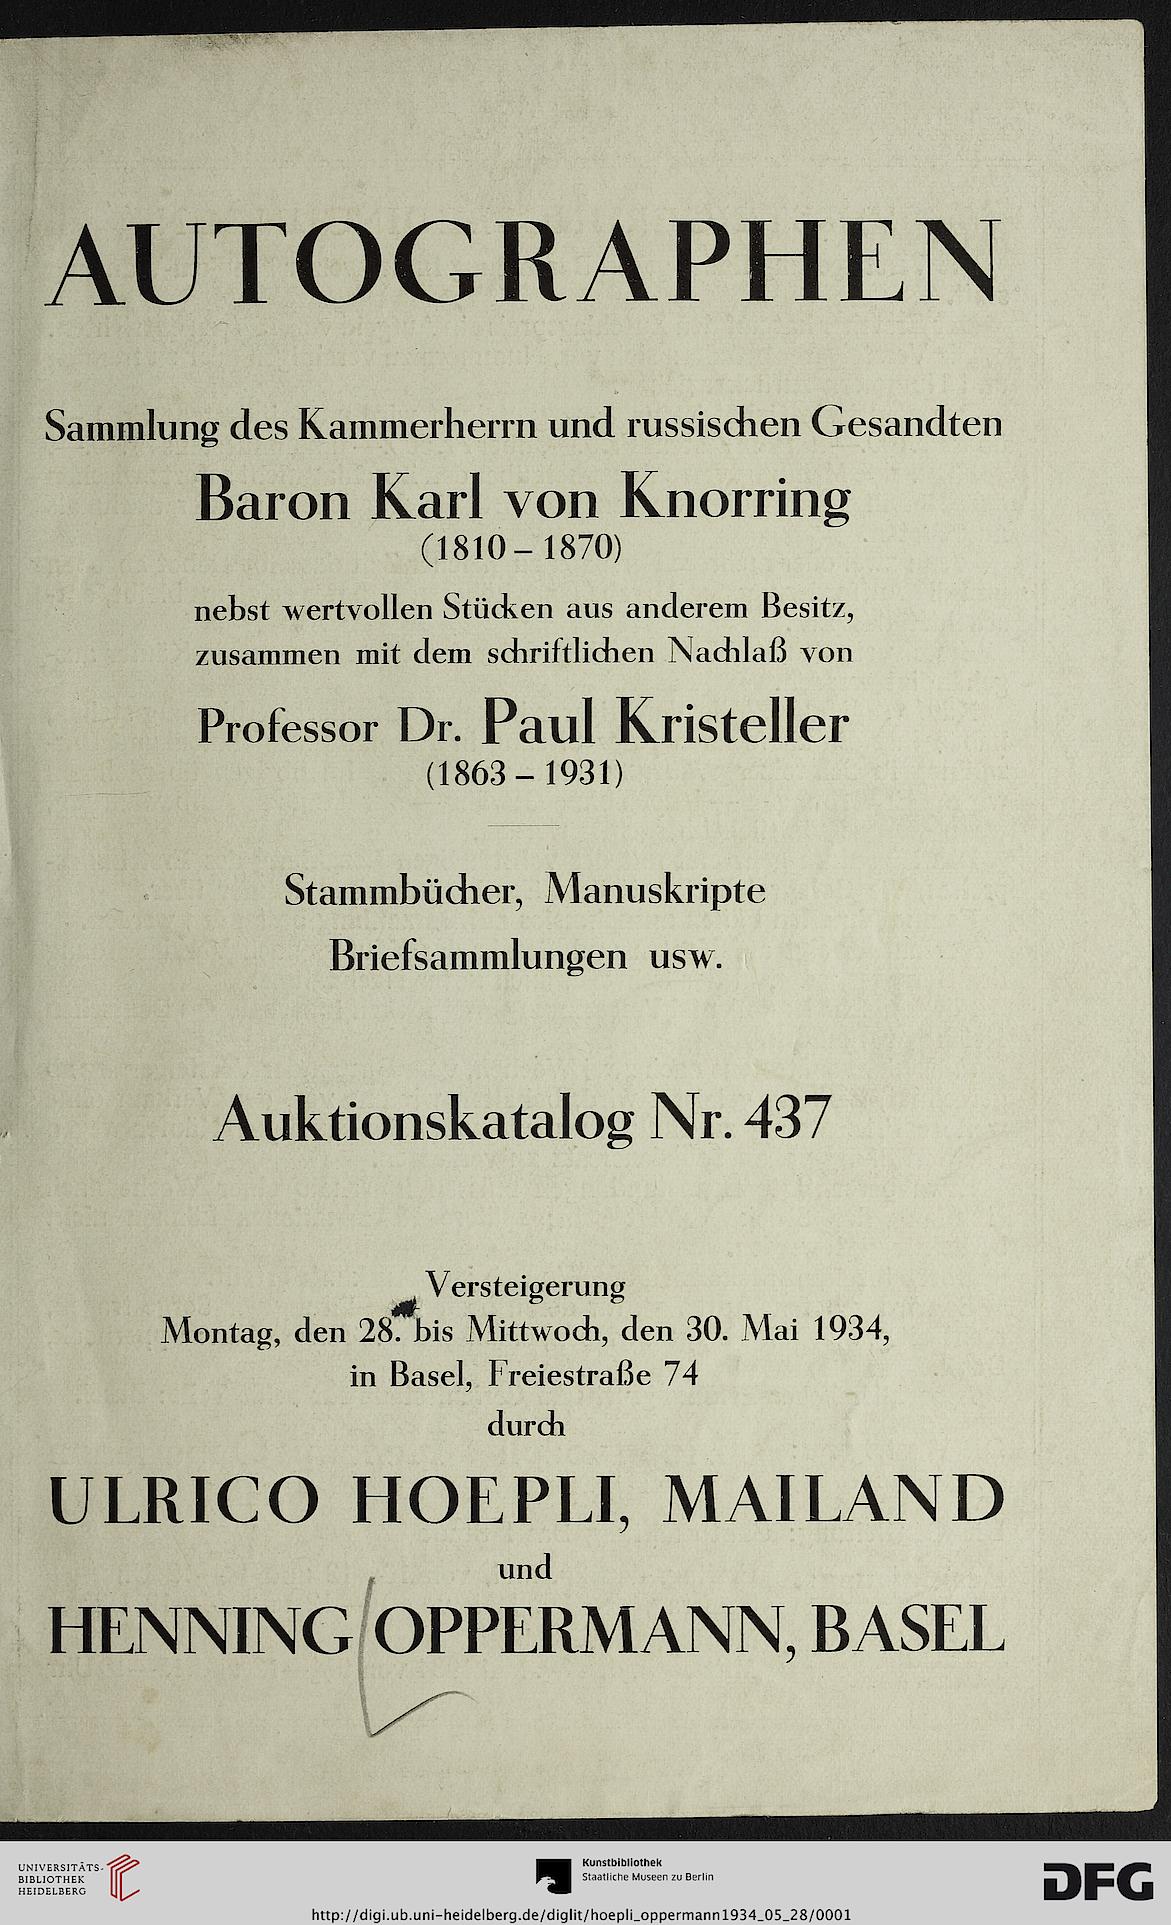 AUTOGRAPHEN
Sammlung des Kammerherrn und russischen Gesandten
Baron Karl von Knorring
(1810 – 1870)
nebst wertvollen Stücken aus anderem Besitz,
zusammen mit dem schriftlichen Nachlaß von
Professor Dr. Paul Kristeller
(1863 – 1931)
Stammbücher, Manuskripte
Briefsammlungen usw.
Auktionskatalog Nr. 437
Versteigerung
Montag, den 28. bis Mittwoch, den 30. Mai 1934,
in Basel, Freiestraße 74
durch
ULRICO HOEPLI, MAILAND
und
HENNING OPPERMANN, BASEL
UNIVERSITÄTS-
BIBLIOTHEK
HEIDELBERG
Kunstbibliothek
Staatliche Museen zu Berlin
DFG
http://digi.ub.uni-heidelberg.de/diglit/hoepli_oppermann1934_05_28/0001